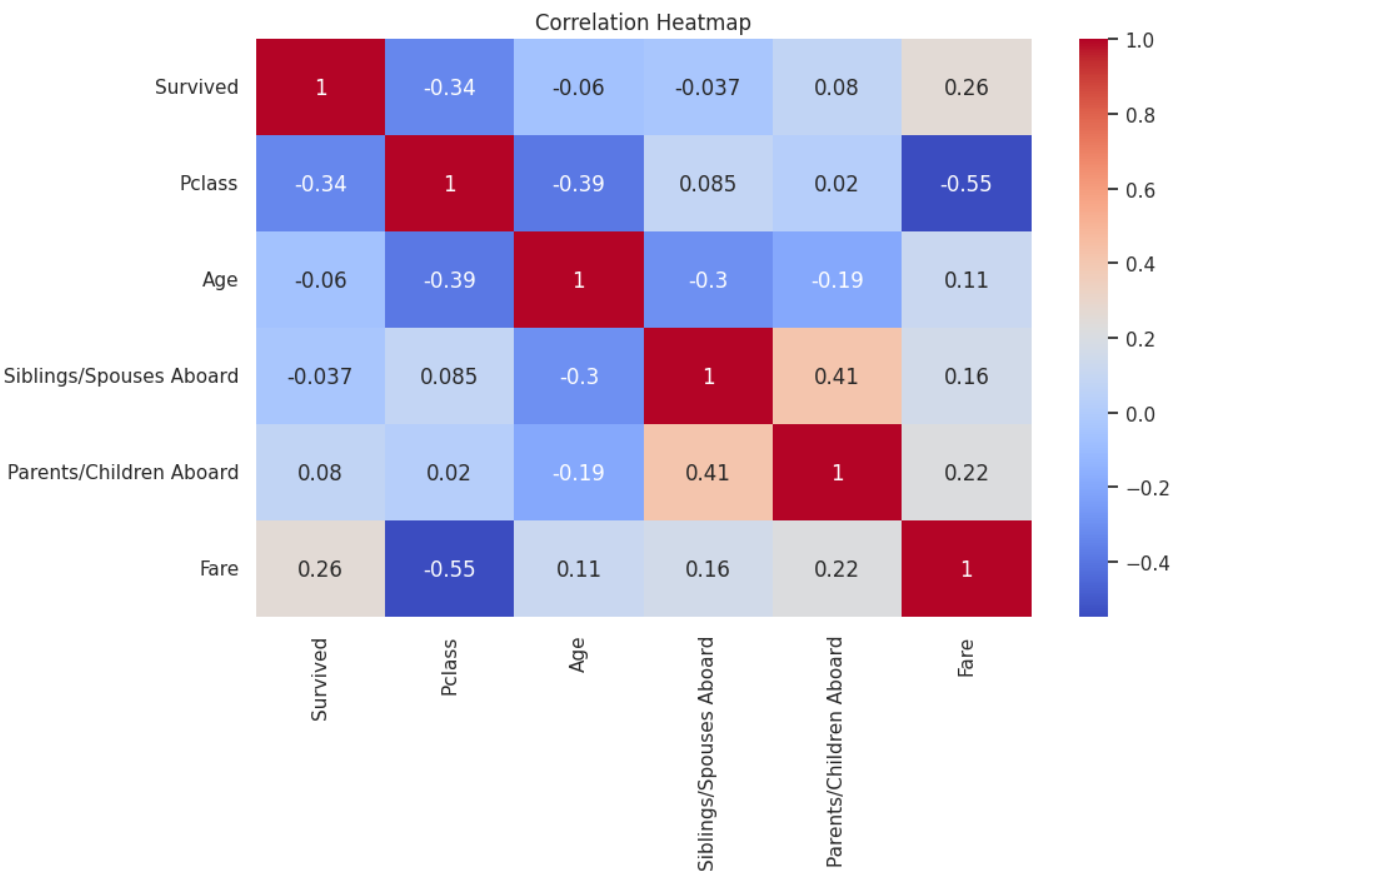 Correlation Heatmap
Survived 1 -0.34 -0.06 -0.037 0.08 0.26
Pclass -0.34 1 -0.39 0.085 0.02 -0.55
Age -0.06 -0.39 1 -0.3 -0.19 0.11
Siblings/Spouses Aboard -0.037 0.085 -0.3 1 0.41 0.16
Parents/Children Aboard 0.08 0.02 -0.19 0.41 1 0.22
Fare 0.26 -0.55 0.11 0.16 0.22 1
Survived
Pclass
Age
Siblings/Spouses Aboard
Parents/Children Aboard
Fare
1.0
0.8
0.6
0.4
0.2
0.0
−0.2
−0.4